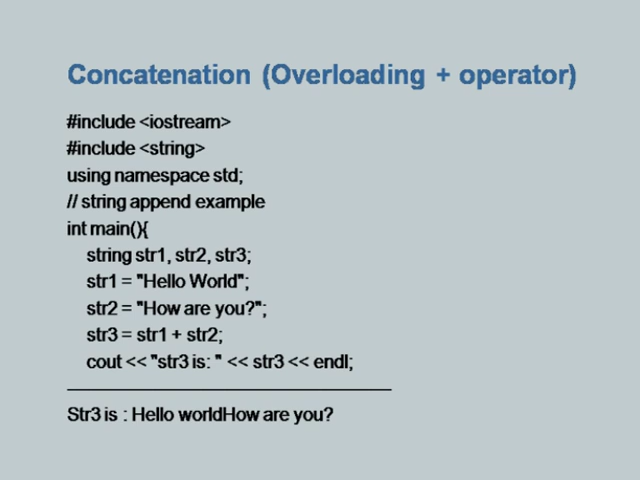 Concatenation (Overloading + operator)
#include <iostream>
#include <string>
using namespace std;
// string append example
int main(){
string str1, str2, str3;
str1 = "Hello World";
str2 = "How are you?";
str3 = str1 + str2;
cout << "str3 is: " << str3 << endl;
Str3 is : Hello worldHow are you?